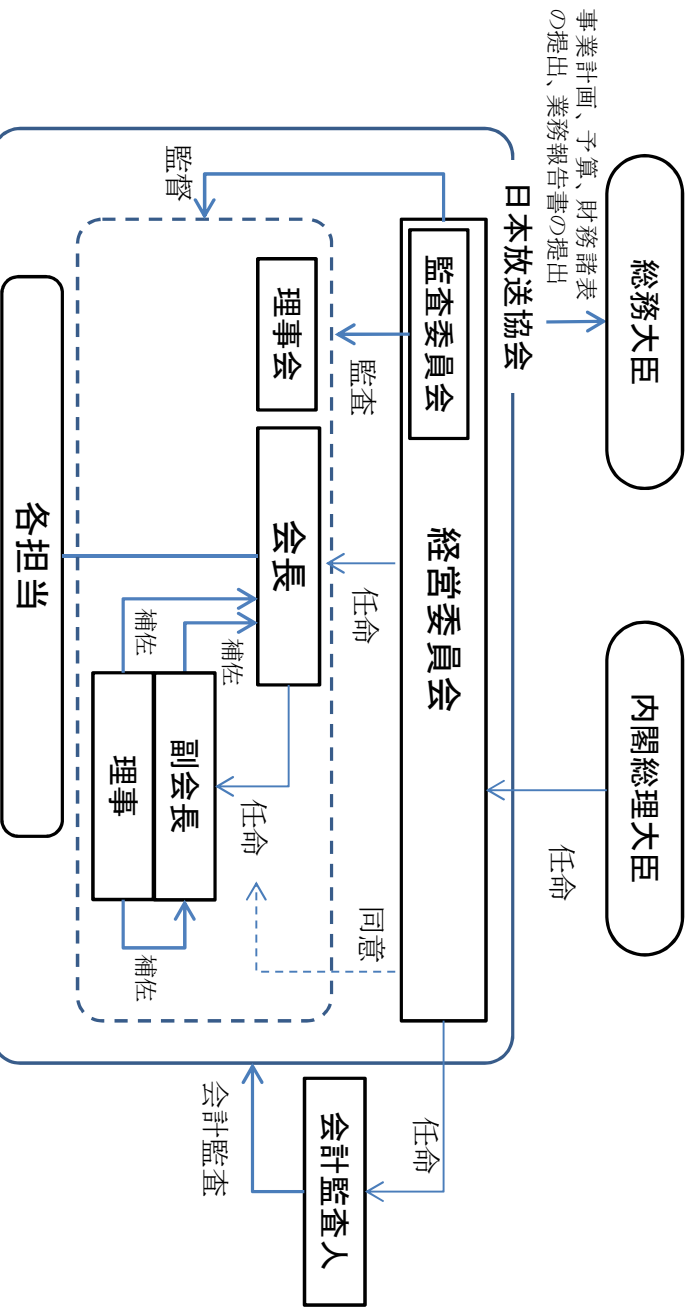 総務大臣
内閣総理大臣
事業計画、予算、財務諸表
の提出、業務報告書の提出
任命
日本放送協会
経営委員会
監査委員会
任命
監督
監査
任命
同意
会計監査人
理事会
会長
任命
会計監査
補佐
補佐
副会長
理事
補佐
各担当